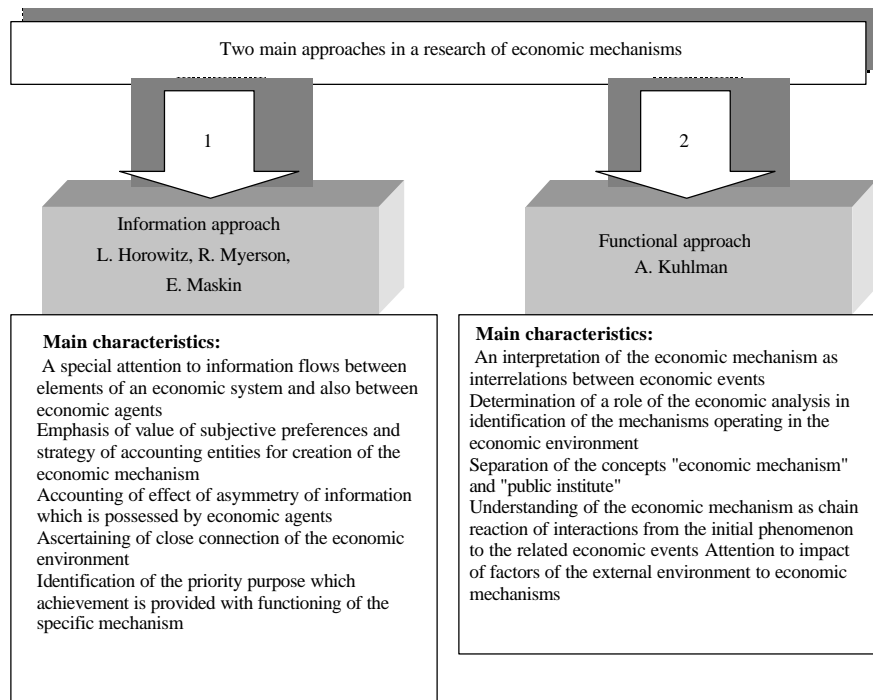 Two main approaches in a research of economic mechanisms
1
2
Information approach
L. Horowitz, R. Myerson,
E. Maskin
Functional approach
A. Kuhlman
Main characteristics:
A special attention to information flows between
elements of an economic system and also between
economic agents
Emphasis of value of subjective preferences and
strategy of accounting entities for creation of the
economic mechanism
Accounting of effect of asymmetry of information
which is possessed by economic agents
Ascertaining of close connection of the economic
environment
Identification of the priority purpose which
achievement is provided with functioning of the
specific mechanism
Main characteristics:
An interpretation of the economic mechanism as
interrelations between economic events
Determination of a role of the economic analysis in
identification of the mechanisms operating in the
economic environment
Separation of the concepts "economic mechanism"
and "public institute"
Understanding of the economic mechanism as chain
reaction of interactions from the initial phenomenon
to the related economic events Attention to impact
of factors of the external environment to economic
mechanisms